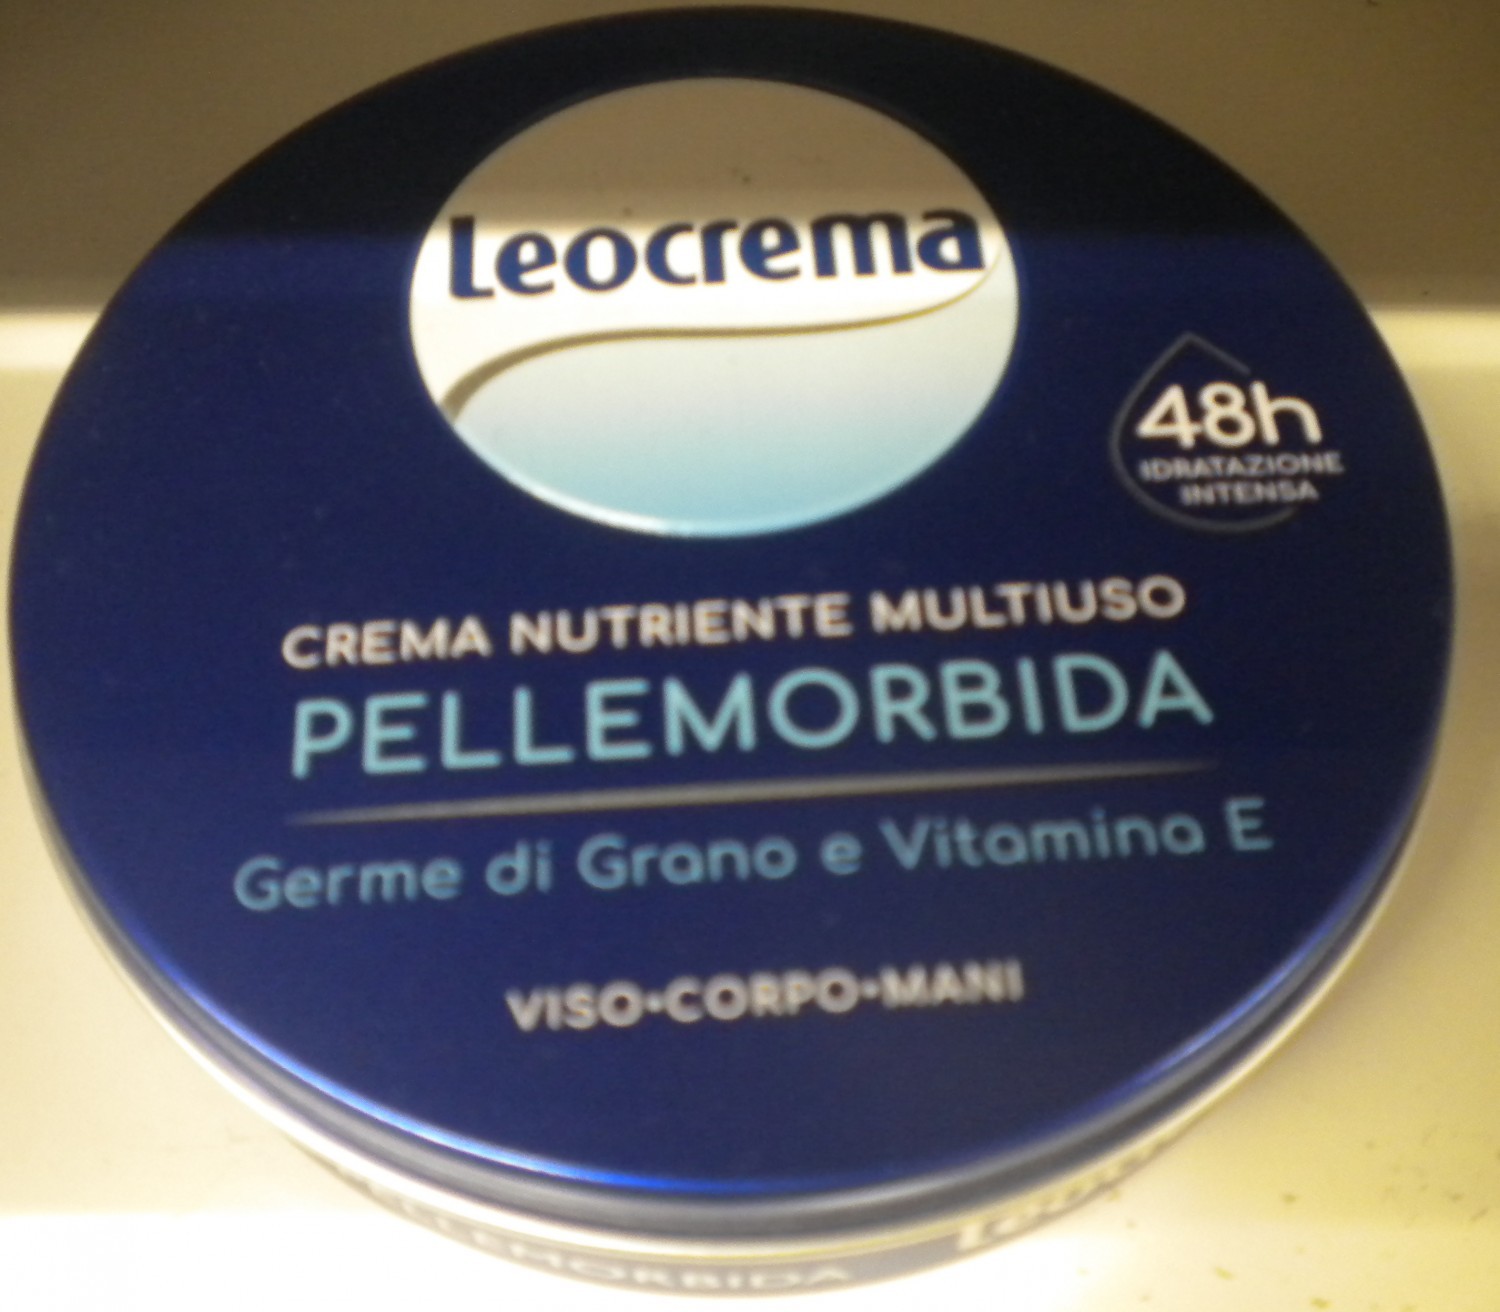 Leocrema
48h
IDRATAZIONE
INTENSA
CREMA NUTRIENTE MULTIUSO
PELLEMORBIDA
Germe di Grano e Vitamina E
VISO•CORPO•MANI